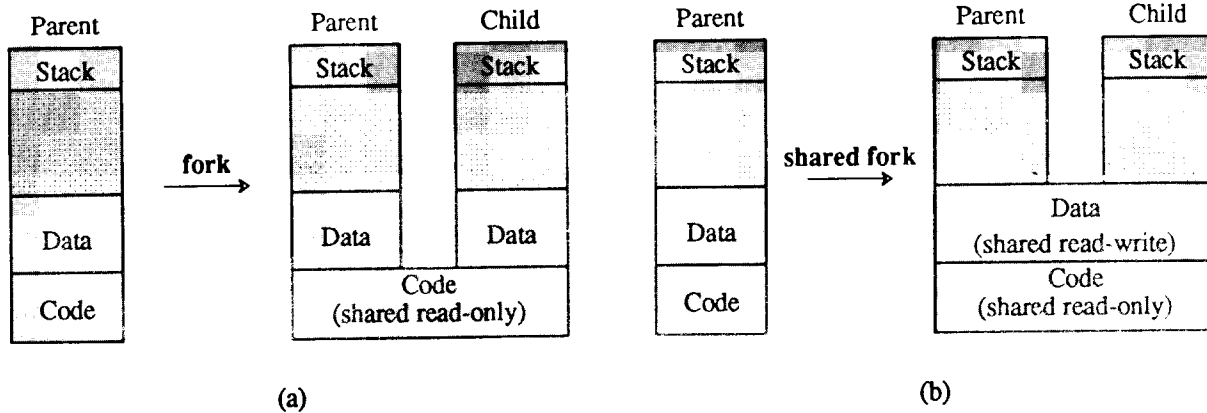 Parent
Stack
Data
Code
fork
Parent
Child
Stack
Stack
Data
Data
Code
(shared read-only)
(a)
Parent
Stack
Data
Code
shared fork
Parent
Child
Stack
Stack
Data
(shared read-write)
Code
(shared read-only)
(b)